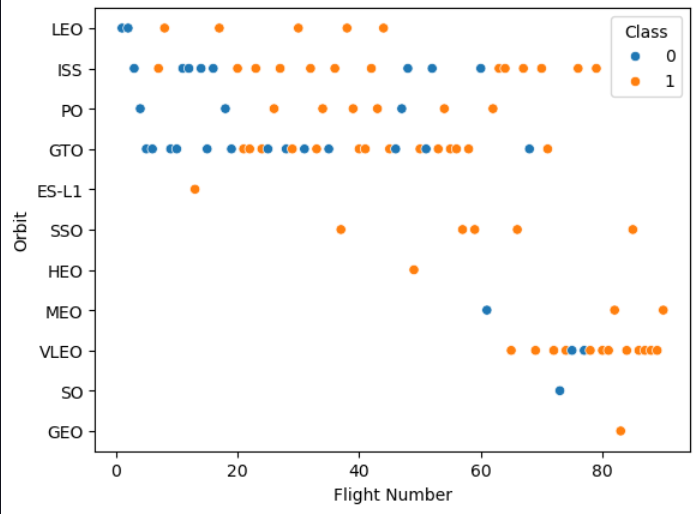 LEO
ISS
PO
GTO
ES-L1
SSO
HEO
MEO
VLEO
SO
GEO
Orbit
Class
0
1
0
20
40
60
80
Flight Number